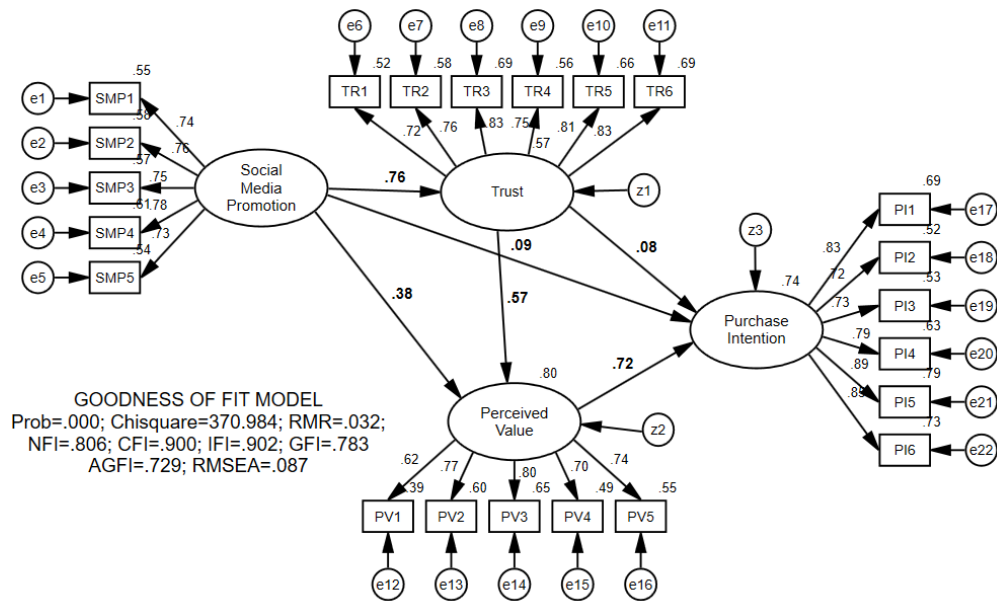 e6 e7 e8 e9 e10 e11
.52 .58 .69 .56 .66 .69
TR1 TR2 TR3 TR4 TR5 TR6
.72 .76 .83 .75 .81 .83
.57
.55
e1 SMP1
.74
.58
e2 SMP2
.76
.57
e3 SMP3
.75
.61
e4 SMP4
.78
.73
.54
e5 SMP5
Social
Media
Promotion
.76
Trust
z1
.09
.08
.38
.57
z3
.74
Purchase
Intention
.69
PI1 e17
.83
.52
PI2 e18
.72
.53
PI3 e19
.73
.63
PI4 e20
.79
.79
PI5 e21
.89
.73
PI6 e22
.85
.72
.80
Perceived
Value
z2
GOODNESS OF FIT MODEL
Prob=.000; Chisquare=370.984; RMR=.032;
NFI=.806; CFI=.900; IFI=.902; GFI=.783
AGFI=.729; RMSEA=.087
.62 .77 .80 .70 .74
.39 .60 .65 .49 .55
PV1 PV2 PV3 PV4 PV5
e12 e13 e14 e15 e16